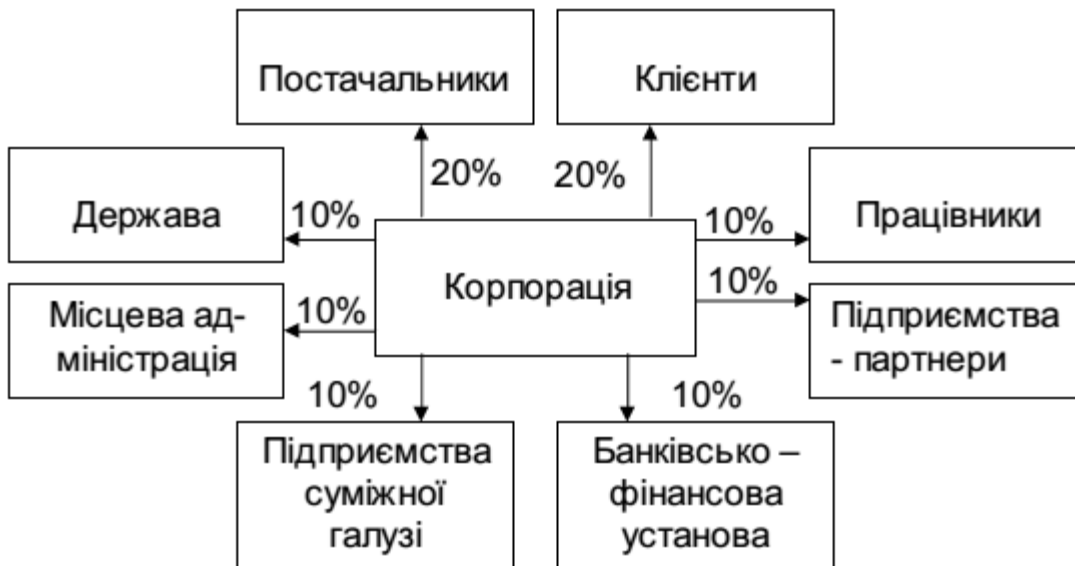 Постачальники
Клієнти
20%
20%
Держава
10%
10%
Працівники
Корпорація
Місцева ад-
міністрація
10%
10%
Підприємства
- партнери
10%
10%
Підприємства
суміжної
галузі
Банківсько –
фінансова
установа